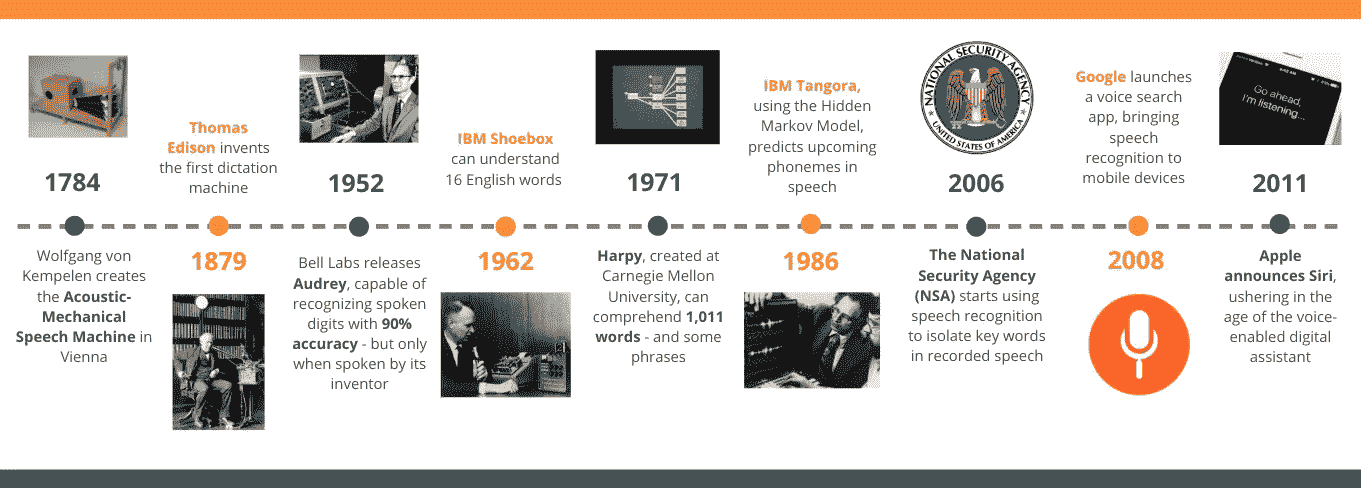 1784
Wolfgang von
Kempelen creates
the Acoustic-
Mechanical
Speech Machine in
Vienna
Thomas
Edison invents
the first dictation
machine
1879
1952
Bell Labs releases
Audrey, capable of
recognizing spoken
digits with 90%
accuracy - but only
when spoken by its
inventor
IBM Shoebox
can understand
16 English words
1962
1971
Harpy, created at
Carnegie Mellon
University, can
comprehend 1,011
words - and some
phrases
IBM Tangora,
using the Hidden
Markov Model,
predicts upcoming
phonemes in
speech
1986
NATIONAL SECURITY AGENCY
UNITED STATES OF AMERICA
2006
The National
Security Agency
(NSA) starts using
speech recognition
to isolate key words
in recorded speech
Google launches
a voice search
app, bringing
speech
recognition to
mobile devices
2008
Go ahead,
I'm listening...
2011
Apple
announces Siri,
ushering in the
age of the voice-
enabled digital
assistant